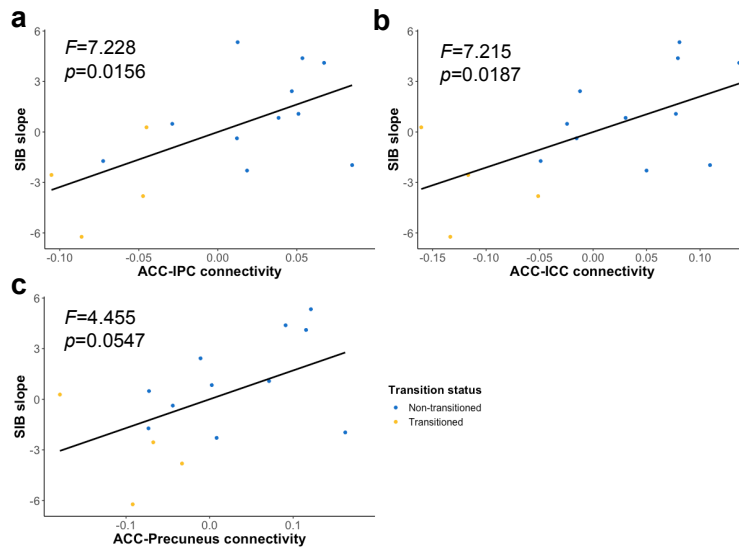 a
F=7.228
p=0.0156
SIB slope
6
3
0
-3
-6
-0.10
-0.05
0.00
0.05
ACC-IPC connectivity
b
F=7.215
p=0.0187
SIB slope
6
3
0
-3
-6
-0.15
-0.10
-0.05
0.00
0.05
0.10
ACC-ICC connectivity
c
F=4.455
p=0.0547
SIB slope
6
3
0
-3
-6
-0.1
0.0
0.1
ACC-Precuneus connectivity
Transition status
Non-transitioned
Transitioned